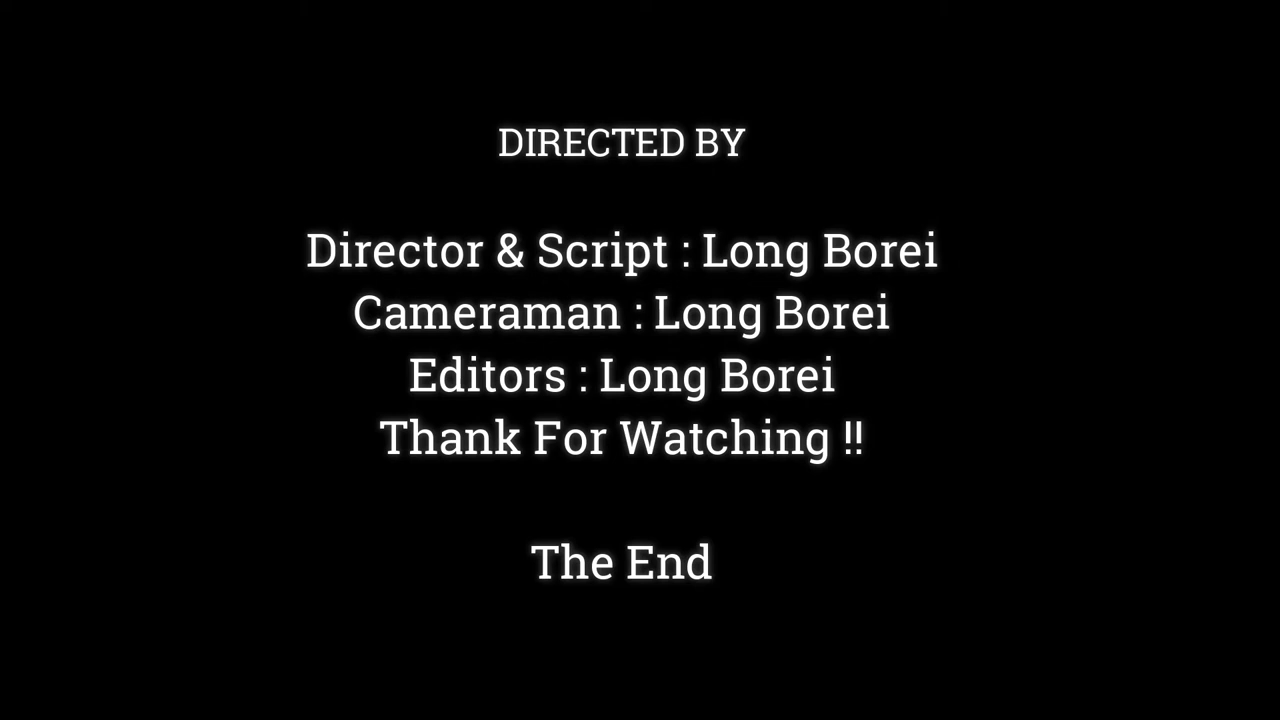 DIRECTED BY
Director & Script : Long Borei
Cameraman : Long Borei
Editors : Long Borei
Thank For Watching !!
The End